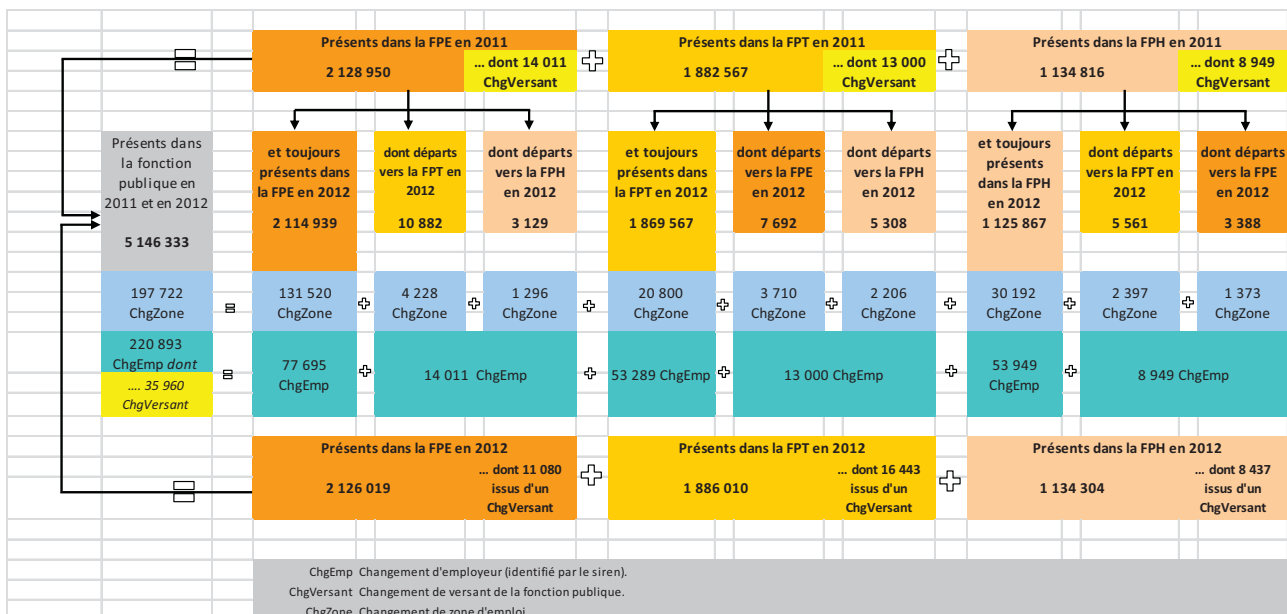 Présents dans la FPE en 2011
2 128 950
... dont 14 011
ChgVersant
Présents dans la FPT en 2011
1 882 567
... dont 13 000
ChgVersant
Présents dans la FPH en 2011
1 134 816
... dont 8 949
ChgVersant
Présents dans
la fonction
publique en
2011 et en 2012
5 146 333
et toujours
présents dans
la FPE en 2012
2 114 939
dont départs
vers la FPT en
2012
10 882
dont départs
vers la FPH
en 2012
3 129
et toujours
présents dans
la FPT en 2012
1 869 567
dont départs
vers la FPE
en 2012
7 692
dont départs
vers la FPH
en 2012
5 308
et toujours
présents
dans la FPH
en 2012
1 125 867
dont départs
vers la FPT en
2012
5 561
dont départs
vers la FPE
en 2012
3 388
197 722
131 520
ChgZone
4 228
ChgZone
1 296
ChgZone
20 800
ChgZone
3 710
ChgZone
2 206
ChgZone
30 192
ChgZone
2 397
ChgZone
1 373
ChgZone
ChgZone
220 893
ChgEmp dont
.... 35 960
ChgVersant
77 695
ChgEmp
14 011 ChgEmp
53 289 ChgEmp
13 000 ChgEmp
53 949
ChgEmp
8 949 ChgEmp
Présents dans la FPE en 2012
2 126 019
... dont 11 080
issus d'un
ChgVersant
Présents dans la FPT en 2012
1 886 010
... dont 16 443
issus d'un
ChgVersant
Présents dans la FPH en 2012
1 134 304
... dont 8 437
issus d'un
ChgVersant
ChgEmp Changement d'employeur (identifié par le siren).
ChgVersant Changement de versant de la fonction publique.
ChgZone Changement de zone d'emploi